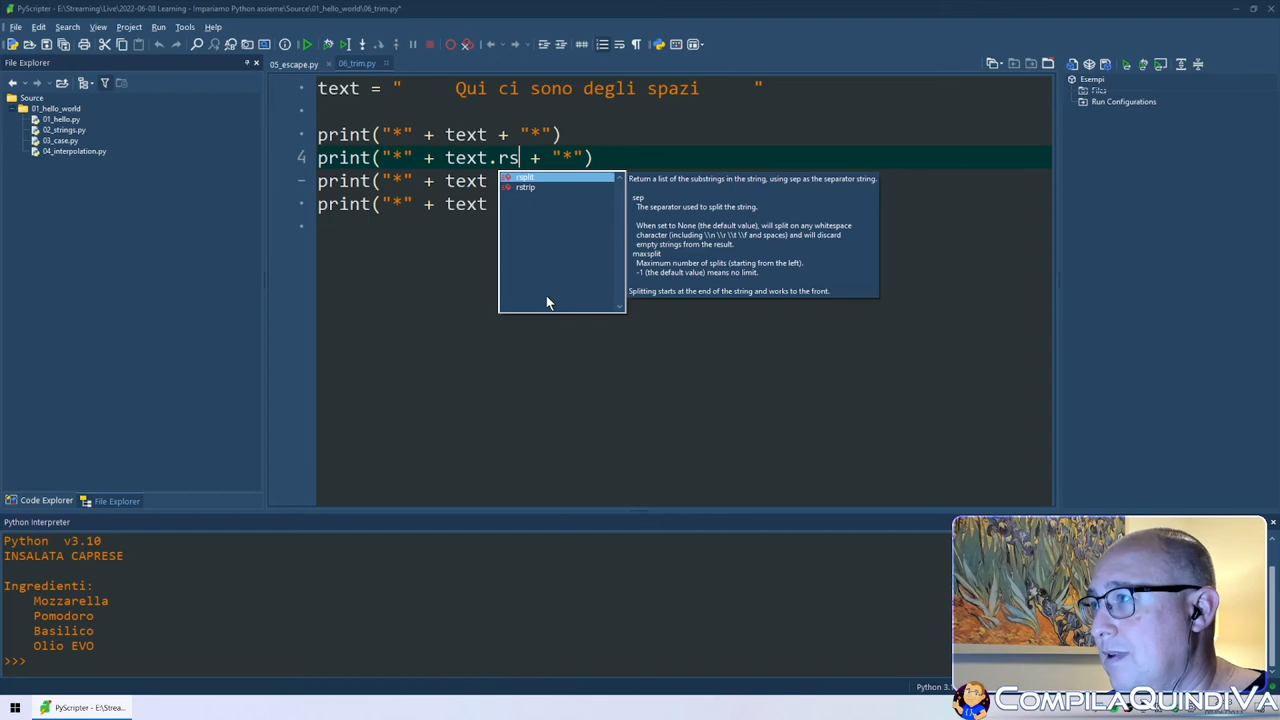 PyScripter - E:\Streaming\Live\2022-06-08 Learning - Impariamo Python assieme\Source\01_hello_world\06_trim.py*
File Edit Search View Project Run Tools Help
File Explorer
05_escape.py
06_trim.py*
Source
01_hello_world
01_hello.py
02_strings.py
03_case.py
04_interpolation.py
text = "     Qui ci sono degli spazi     "
print("*" + text + "*")
4 print("*" + text.rs + "*")
print("*" + text
print("*" + text
rsplit
rstrip
Return a list of the substrings in the string, using sep as the separator string.
sep
The separator used to split the string.
When set to None (the default value), will split on any whitespace
character (including \\n \\r \\t \\f and spaces) and will discard
empty strings from the result.
maxsplit
Maximum number of splits (starting from the left).
-1 (the default value) means no limit.
Splitting starts at the end of the string and works to the front.
Esempi
Files
Run Configurations
Code Explorer
File Explorer
Python Interpreter
Python v3.10
INSALATA CAPRESE
Ingredienti:
Mozzarella
Pomodoro
Basilico
Olio EVO
>>>
Python 3.1
PyScripter - E:\Strea...
COMPILAQUINDIVA